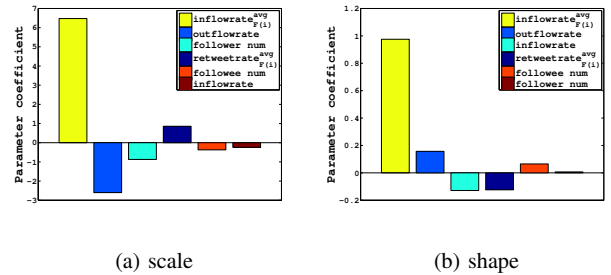 7
6
5
4
3
2
1
0
−1
−2
−3
Parameter coefficient
inflowrate^avg_F(i)
outflowrate
follower num
retweetrate^avg_F(i)
followee num
inflowrate
1
0.8
0.6
0.4
0.2
0
−0.2
Parameter coefficient
inflowrate^avg_F(i)
outflowrate
inflowrate
retweetrate^avg_F(i)
followee num
follower num
(a) scale
(b) shape